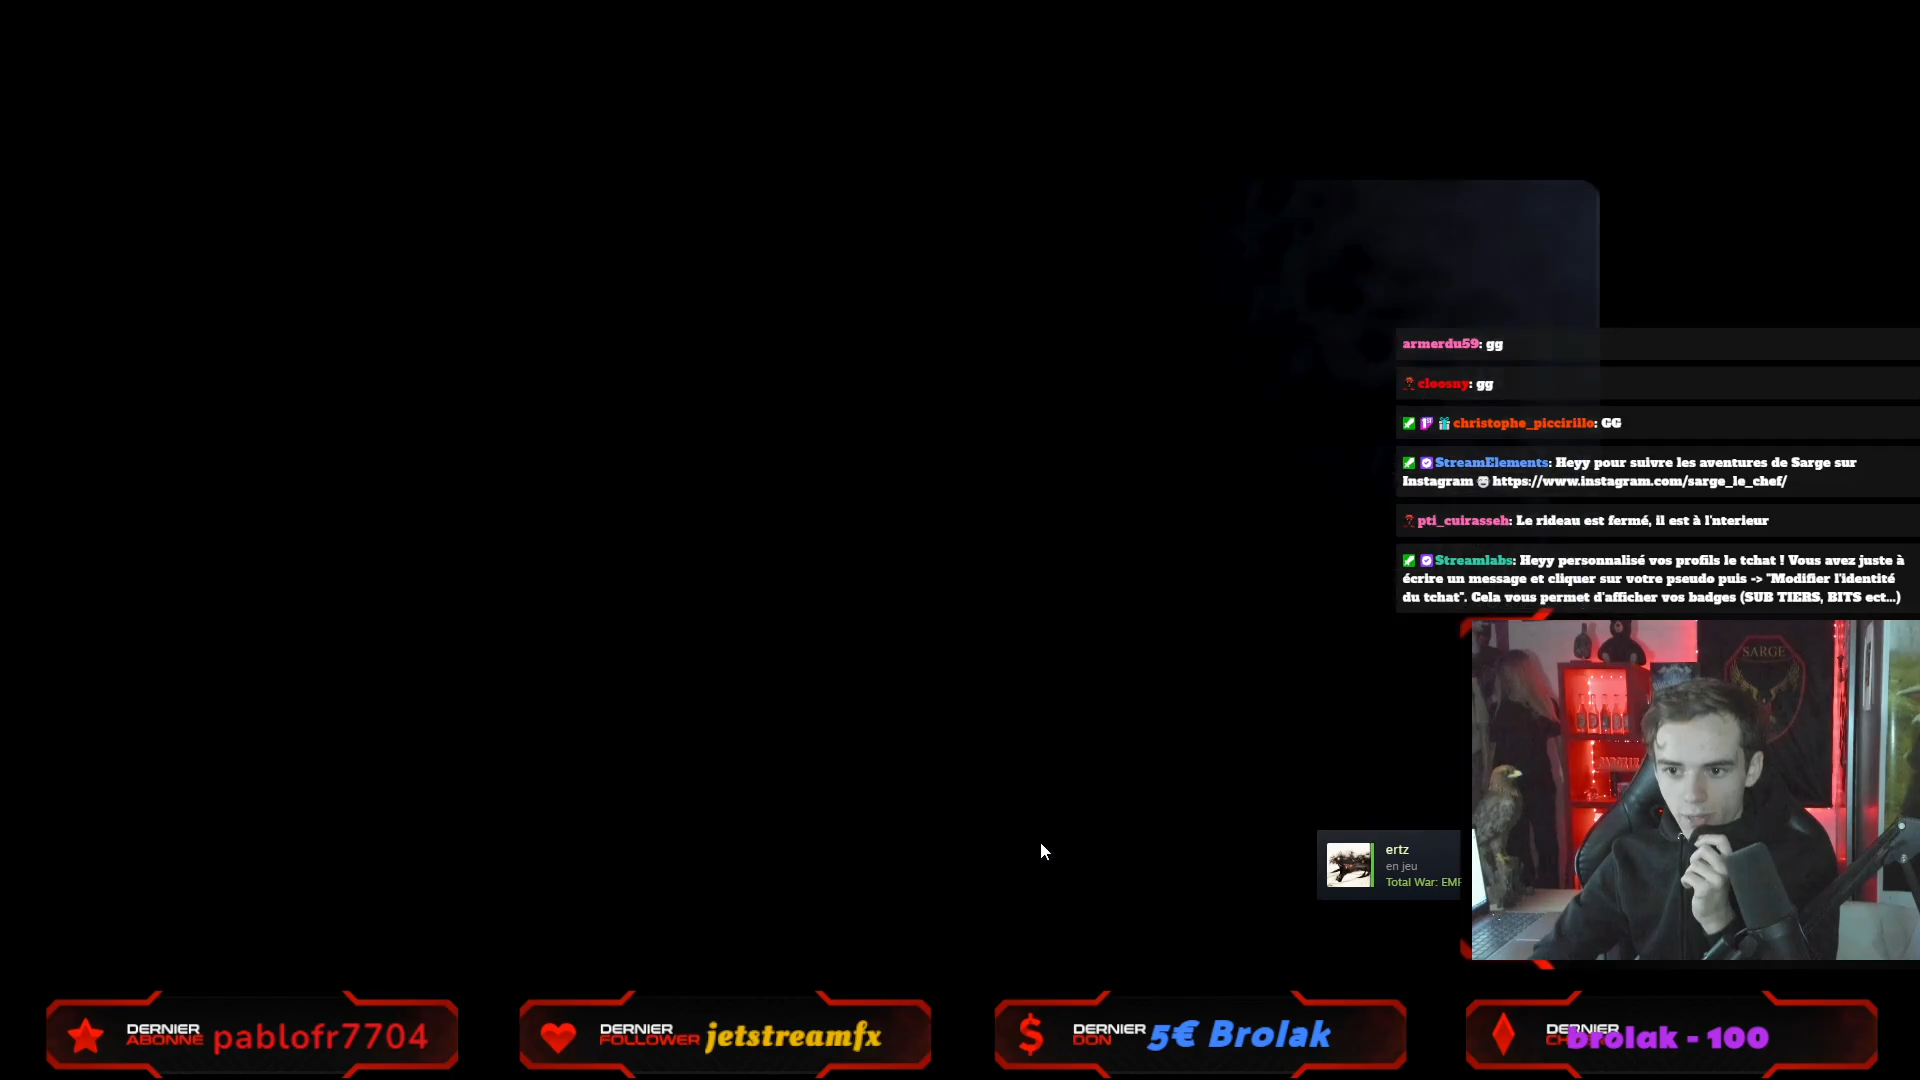 armerdu59: gg
cloosny: gg
christophe_piccirillo: GG
StreamElements: Heyy pour suivre les aventures de Sarge sur
Instagram 😎 https://www.instagram.com/sarge_le_chef/
pti_cuirasseh: Le rideau est fermé, il est à l'nterieur
Streamlabs: Heyy personnalisé vos profils le tchat ! Vous avez juste à
écrire un message et cliquer sur votre pseudo puis -> "Modifier l'identité
du tchat". Cela vous permet d'afficher vos badges (SUB TIERS, BITS ect...)
SARGE
ertz
en jeu
Total War: EMP
DERNIER
ABONNE
pablofr7704
DERNIER
FOLLOWER
jetstreamfx
DERNIER
DON
5€ Brolak
DERNIER
brolak - 100